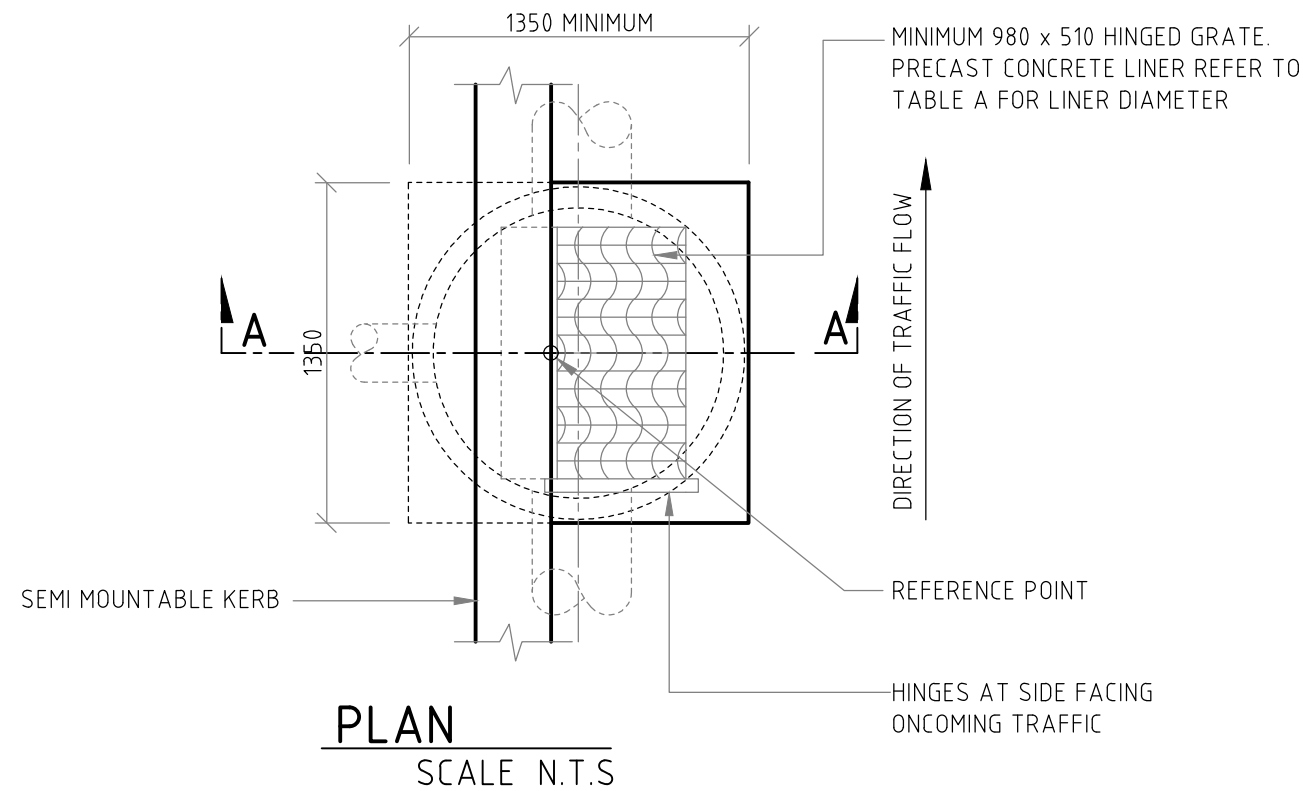 1350 MINIMUM
MINIMUM 980 x 510 HINGED GRATE.
PRECAST CONCRETE LINER REFER TO
TABLE A FOR LINER DIAMETER
DIRECTION OF TRAFFIC FLOW
A
A
1350
REFERENCE POINT
SEMI MOUNTABLE KERB
HINGES AT SIDE FACING
ONCOMING TRAFFIC
PLAN
SCALE N.T.S